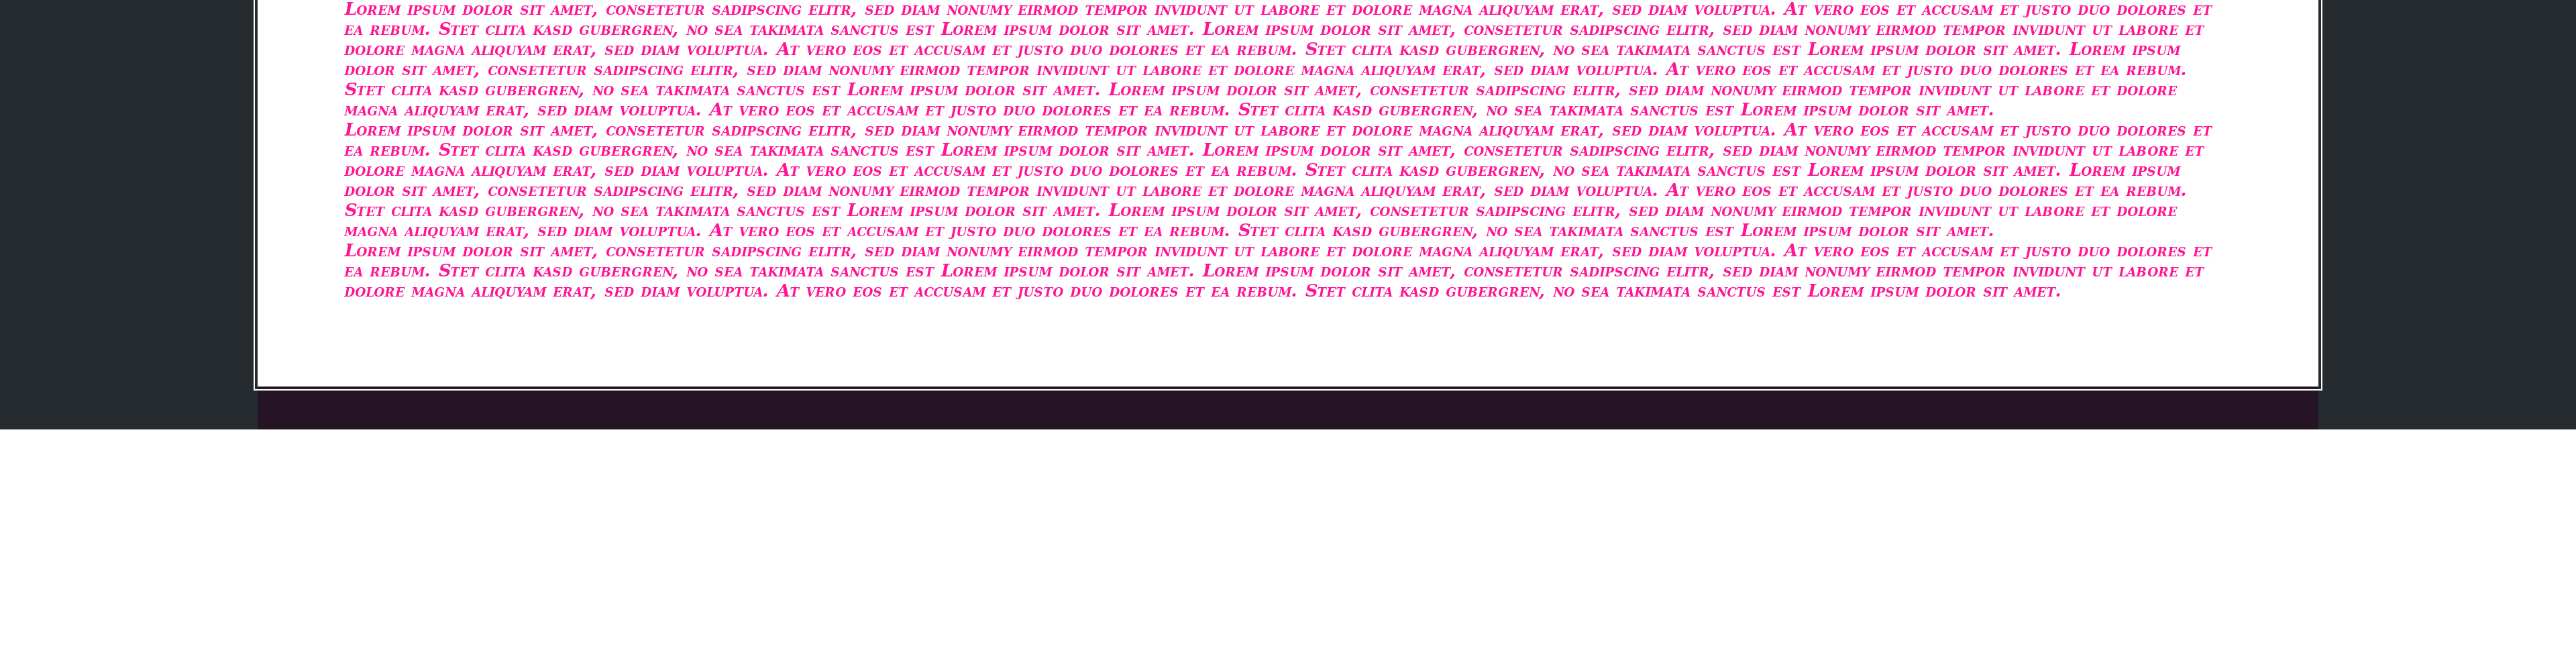 Lorem ipsum dolor sit amet, consetetur sadipscing elitr, sed diam nonumy eirmod tempor invidunt ut labore et dolore magna aliquyam erat, sed diam voluptua. At vero eos et accusam et justo duo dolores et
ea rebum. Stet clita kasd gubergren, no sea takimata sanctus est Lorem ipsum dolor sit amet. Lorem ipsum dolor sit amet, consetetur sadipscing elitr, sed diam nonumy eirmod tempor invidunt ut labore et
dolore magna aliquyam erat, sed diam voluptua. At vero eos et accusam et justo duo dolores et ea rebum. Stet clita kasd gubergren, no sea takimata sanctus est Lorem ipsum dolor sit amet. Lorem ipsum
dolor sit amet, consetetur sadipscing elitr, sed diam nonumy eirmod tempor invidunt ut labore et dolore magna aliquyam erat, sed diam voluptua. At vero eos et accusam et justo duo dolores et ea rebum.
Stet clita kasd gubergren, no sea takimata sanctus est Lorem ipsum dolor sit amet. Lorem ipsum dolor sit amet, consetetur sadipscing elitr, sed diam nonumy eirmod tempor invidunt ut labore et dolore
magna aliquyam erat, sed diam voluptua. At vero eos et accusam et justo duo dolores et ea rebum. Stet clita kasd gubergren, no sea takimata sanctus est Lorem ipsum dolor sit amet.
Lorem ipsum dolor sit amet, consetetur sadipscing elitr, sed diam nonumy eirmod tempor invidunt ut labore et dolore magna aliquyam erat, sed diam voluptua. At vero eos et accusam et justo duo dolores et
ea rebum. Stet clita kasd gubergren, no sea takimata sanctus est Lorem ipsum dolor sit amet. Lorem ipsum dolor sit amet, consetetur sadipscing elitr, sed diam nonumy eirmod tempor invidunt ut labore et
dolore magna aliquyam erat, sed diam voluptua. At vero eos et accusam et justo duo dolores et ea rebum. Stet clita kasd gubergren, no sea takimata sanctus est Lorem ipsum dolor sit amet. Lorem ipsum
dolor sit amet, consetetur sadipscing elitr, sed diam nonumy eirmod tempor invidunt ut labore et dolore magna aliquyam erat, sed diam voluptua. At vero eos et accusam et justo duo dolores et ea rebum.
Stet clita kasd gubergren, no sea takimata sanctus est Lorem ipsum dolor sit amet. Lorem ipsum dolor sit amet, consetetur sadipscing elitr, sed diam nonumy eirmod tempor invidunt ut labore et dolore
magna aliquyam erat, sed diam voluptua. At vero eos et accusam et justo duo dolores et ea rebum. Stet clita kasd gubergren, no sea takimata sanctus est Lorem ipsum dolor sit amet.
Lorem ipsum dolor sit amet, consetetur sadipscing elitr, sed diam nonumy eirmod tempor invidunt ut labore et dolore magna aliquyam erat, sed diam voluptua. At vero eos et accusam et justo duo dolores et
ea rebum. Stet clita kasd gubergren, no sea takimata sanctus est Lorem ipsum dolor sit amet. Lorem ipsum dolor sit amet, consetetur sadipscing elitr, sed diam nonumy eirmod tempor invidunt ut labore et
dolore magna aliquyam erat, sed diam voluptua. At vero eos et accusam et justo duo dolores et ea rebum. Stet clita kasd gubergren, no sea takimata sanctus est Lorem ipsum dolor sit amet.